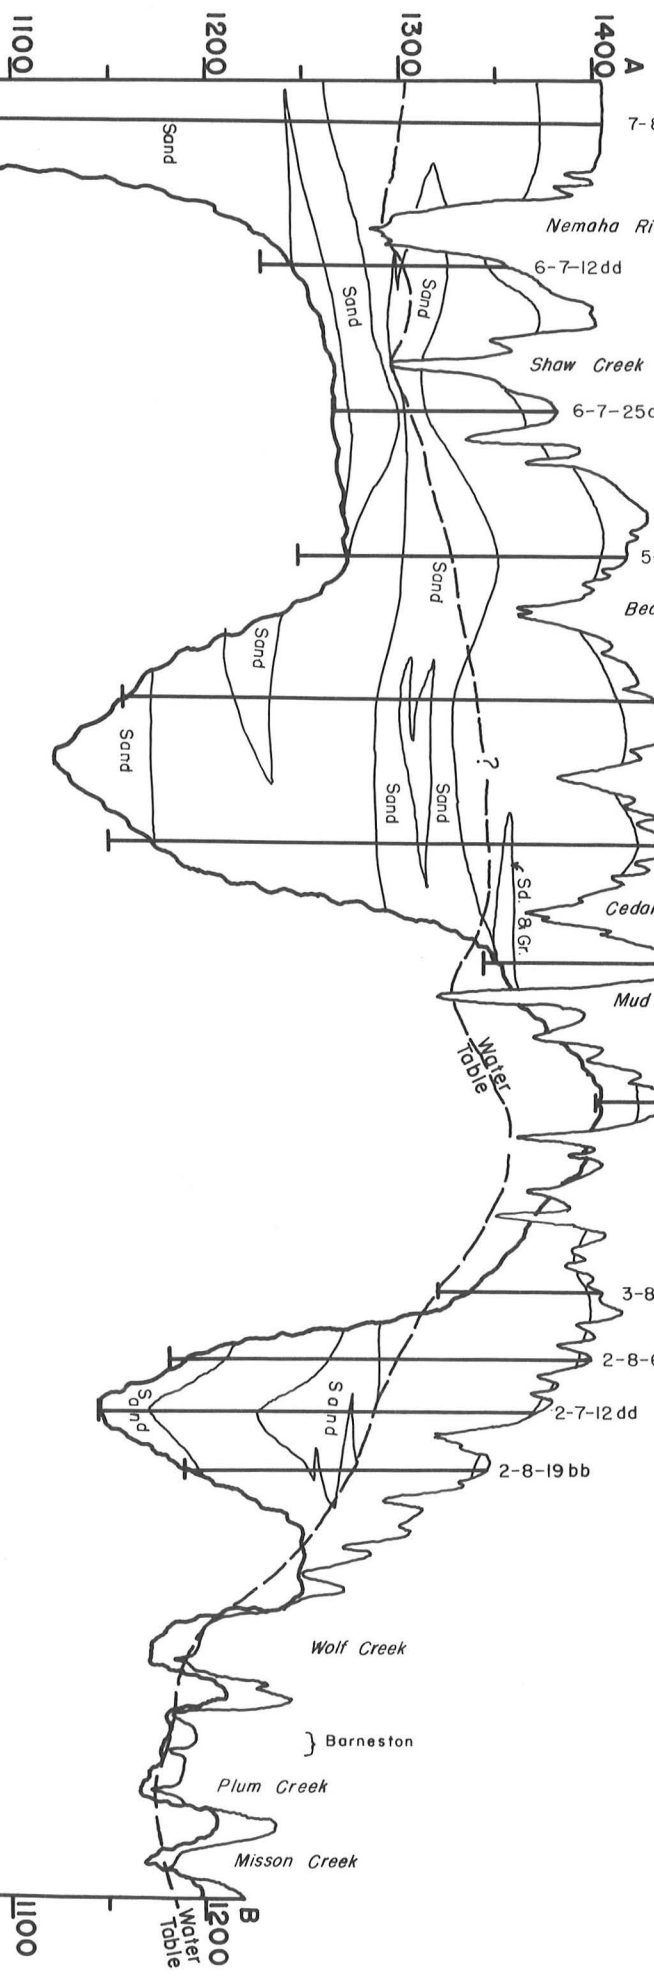 A
1100
1200
1300
1400
7-8
Sand
Nemaha Ri
6-7-12dd
Sand
Sand
Shaw Creek
6-7-25
5-
Sand
Bea
Sand
Sand
?
Sand
Sand
Sd. & Gr.
Cedar
Mud
Water
Table
3-8
2-8-6
2-7-12dd
Sand
Sand
2-8-19bb
Wolf Creek
} Barneston
Plum Creek
Misson Creek
B
1100
1200
Water
Table